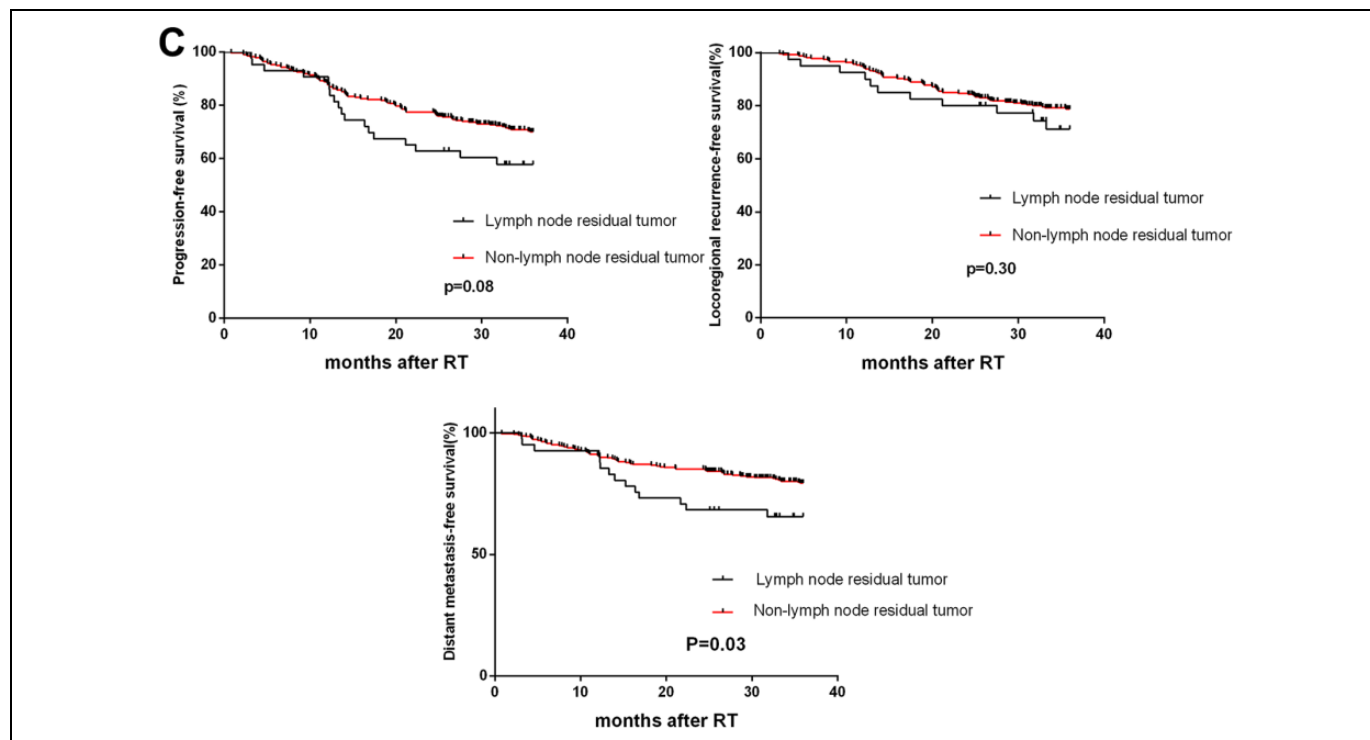 C
Progression-free survival (%)
100
80
60
40
20
0
0 10 20 30 40
months after RT
Lymph node residual tumor
Non-lymph node residual tumor
p=0.08
Locoregional recurrence-free survival(%)
100
80
60
40
20
0
0 10 20 30 40
months after RT
Lymph node residual tumor
Non-lymph node residual tumor
p=0.30
Distant metastasis-free survival(%)
100
50
0
0 10 20 30 40
months after RT
Lymph node residual tumor
Non-lymph node residual tumor
P=0.03